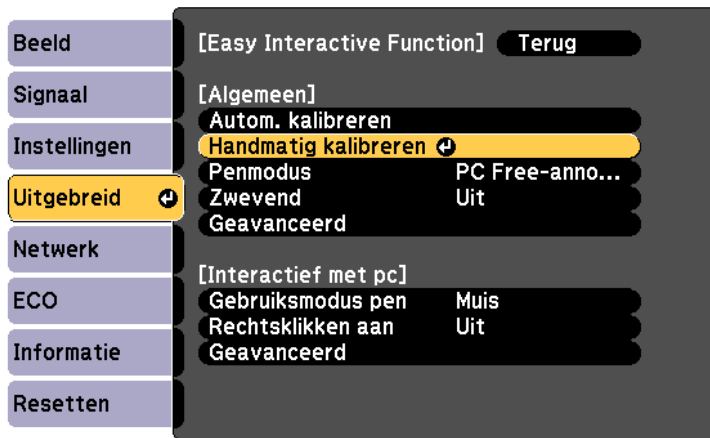 Beeld
Signaal
Instellingen
Uitgebreid
Netwerk
ECO
Informatie
Resetten
[Easy Interactive Function] Terug
[Algemeen]
Autom. kalibreren
Handmatig kalibreren
Penmodus PC Free-anno...
Zwevend Uit
Geavanceerd
[Interactief met pc]
Gebruiksmodus pen Muis
Rechtsklikken aan Uit
Geavanceerd